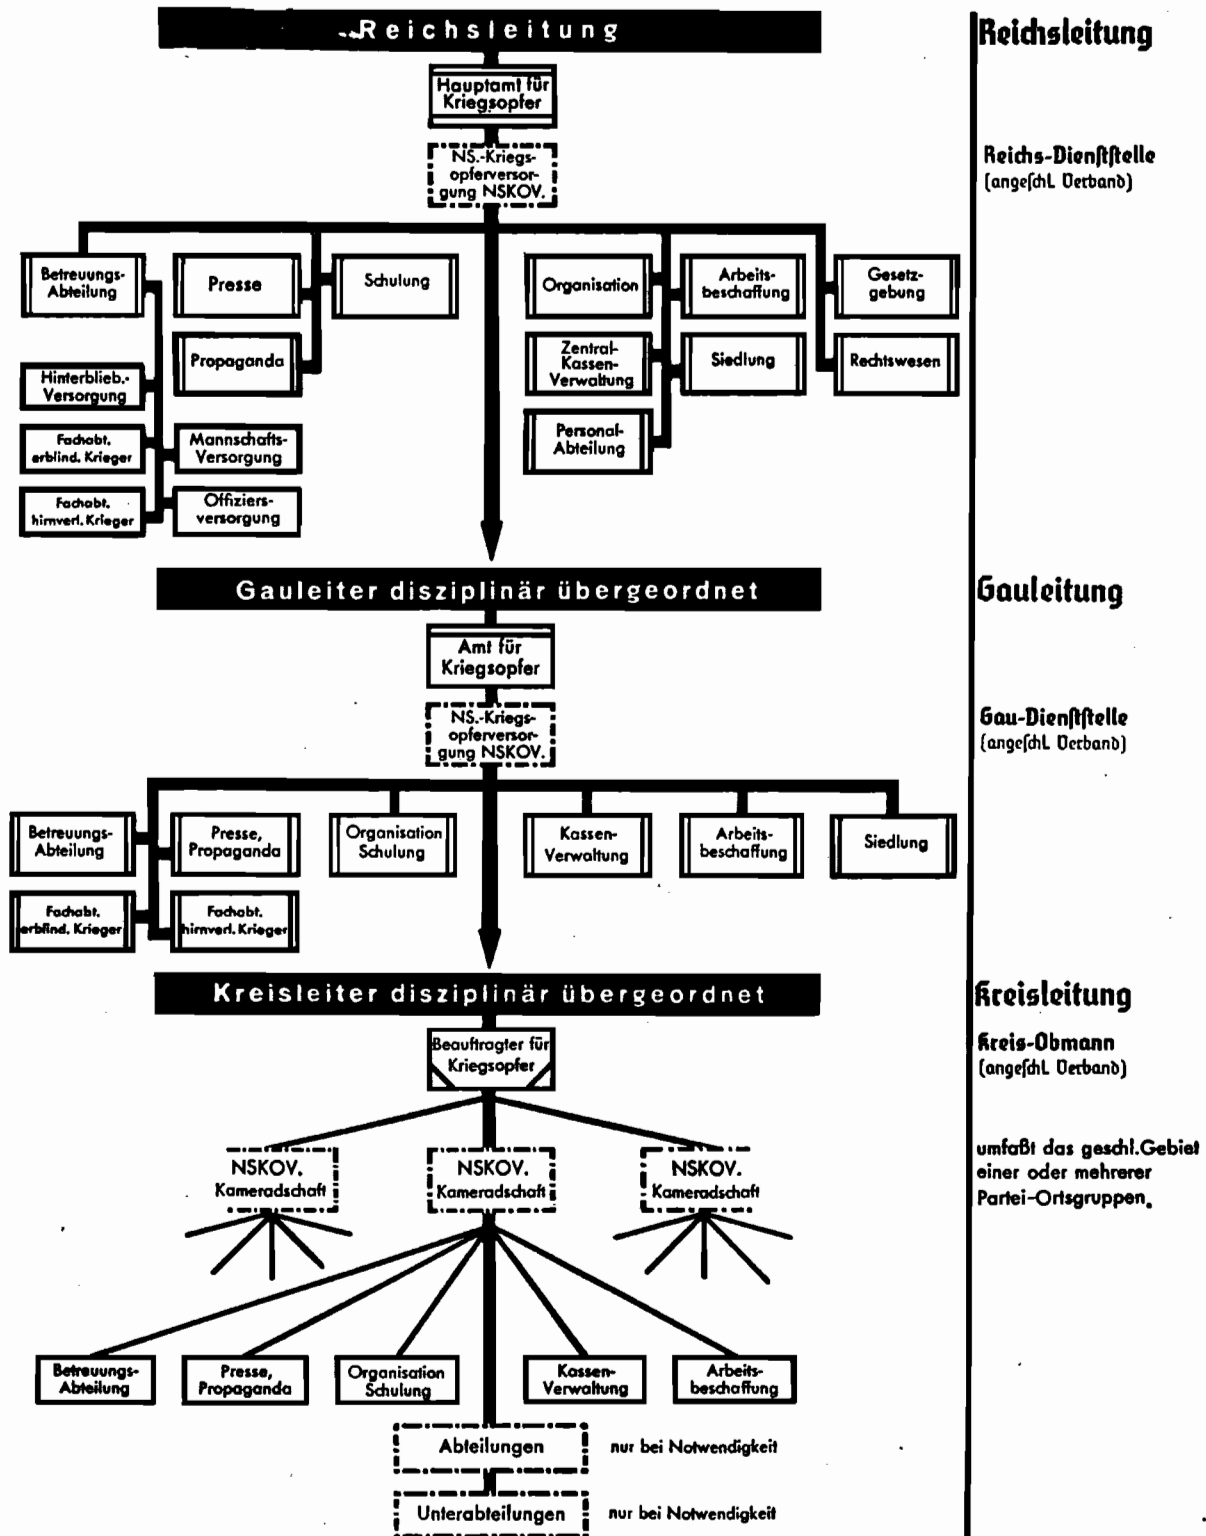 Reichsleitung
Reichsleitung
Hauptamt für
Kriegsopfer
NS.-Kriegs-
opferversor-
gung NSKOV.
Reichs-Dienststelle
(angeschl. Verband)
Betreuungs-
Abteilung
Presse
Schulung
Propaganda
Hinterblieb.-
Versorgung
Fachabt.
erblind. Krieger
Mannschafts-
Versorgung
Fachabt.
hirnverl. Krieger
Offiziers-
versorgung
Organisation
Arbeits-
beschaffung
Gesetz-
gebung
Zentral-
Kassen-
Verwaltung
Siedlung
Rechtswesen
Personal-
Abteilung
Gauleiter disziplinär übergeordnet
Gauleitung
Amt für
Kriegsopfer
NS.-Kriegs-
opferversor-
gung NSKOV.
Gau-Dienststelle
(angeschl. Verband)
Betreuungs-
Abteilung
Presse,
Propaganda
Organisation
Schulung
Kassen-
Verwaltung
Arbeits-
beschaffung
Siedlung
Fachabt.
erblind. Krieger
Fachabt.
hirnverl. Krieger
Kreisleiter disziplinär übergeordnet
Kreisleitung
Beauftragter für
Kriegsopfer
Kreis-Obmann
(angeschl. Verband)
NSKOV.
Kameradschaft
NSKOV.
Kameradschaft
NSKOV.
Kameradschaft
umfaßt das geschl. Gebiet
einer oder mehrerer
Partei-Ortsgruppen.
Betreuungs-
Abteilung
Presse,
Propaganda
Organisation
Schulung
Kassen-
Verwaltung
Arbeits-
beschaffung
Abteilungen
nur bei Notwendigkeit
Unterabteilungen
nur bei Notwendigkeit